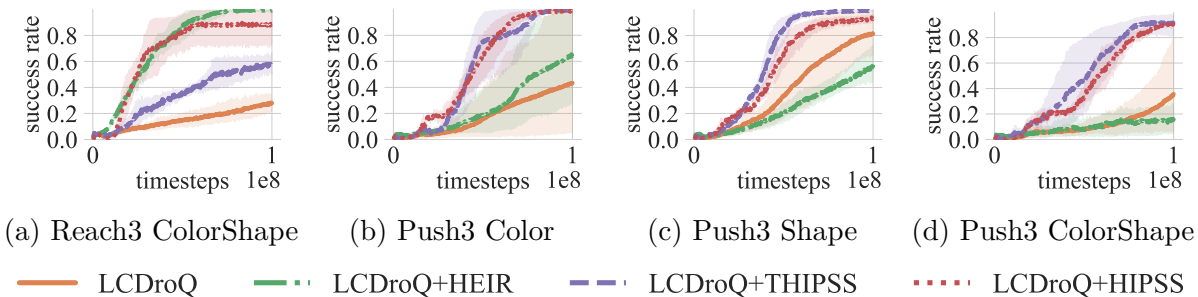 success rate
0.8
0.6
0.4
0.2
0.0
0
1
timesteps
1e8
(a) Reach3 ColorShape
success rate
0.8
0.6
0.4
0.2
0.0
0
1
timesteps
1e8
(b) Push3 Color
success rate
0.8
0.6
0.4
0.2
0.0
0
1
timesteps
1e8
(c) Push3 Shape
success rate
0.8
0.6
0.4
0.2
0.0
0
1
timesteps
1e8
(d) Push3 ColorShape
LCDroQ
LCDroQ+HEIR
LCDroQ+THIPSS
LCDroQ+HIPSS